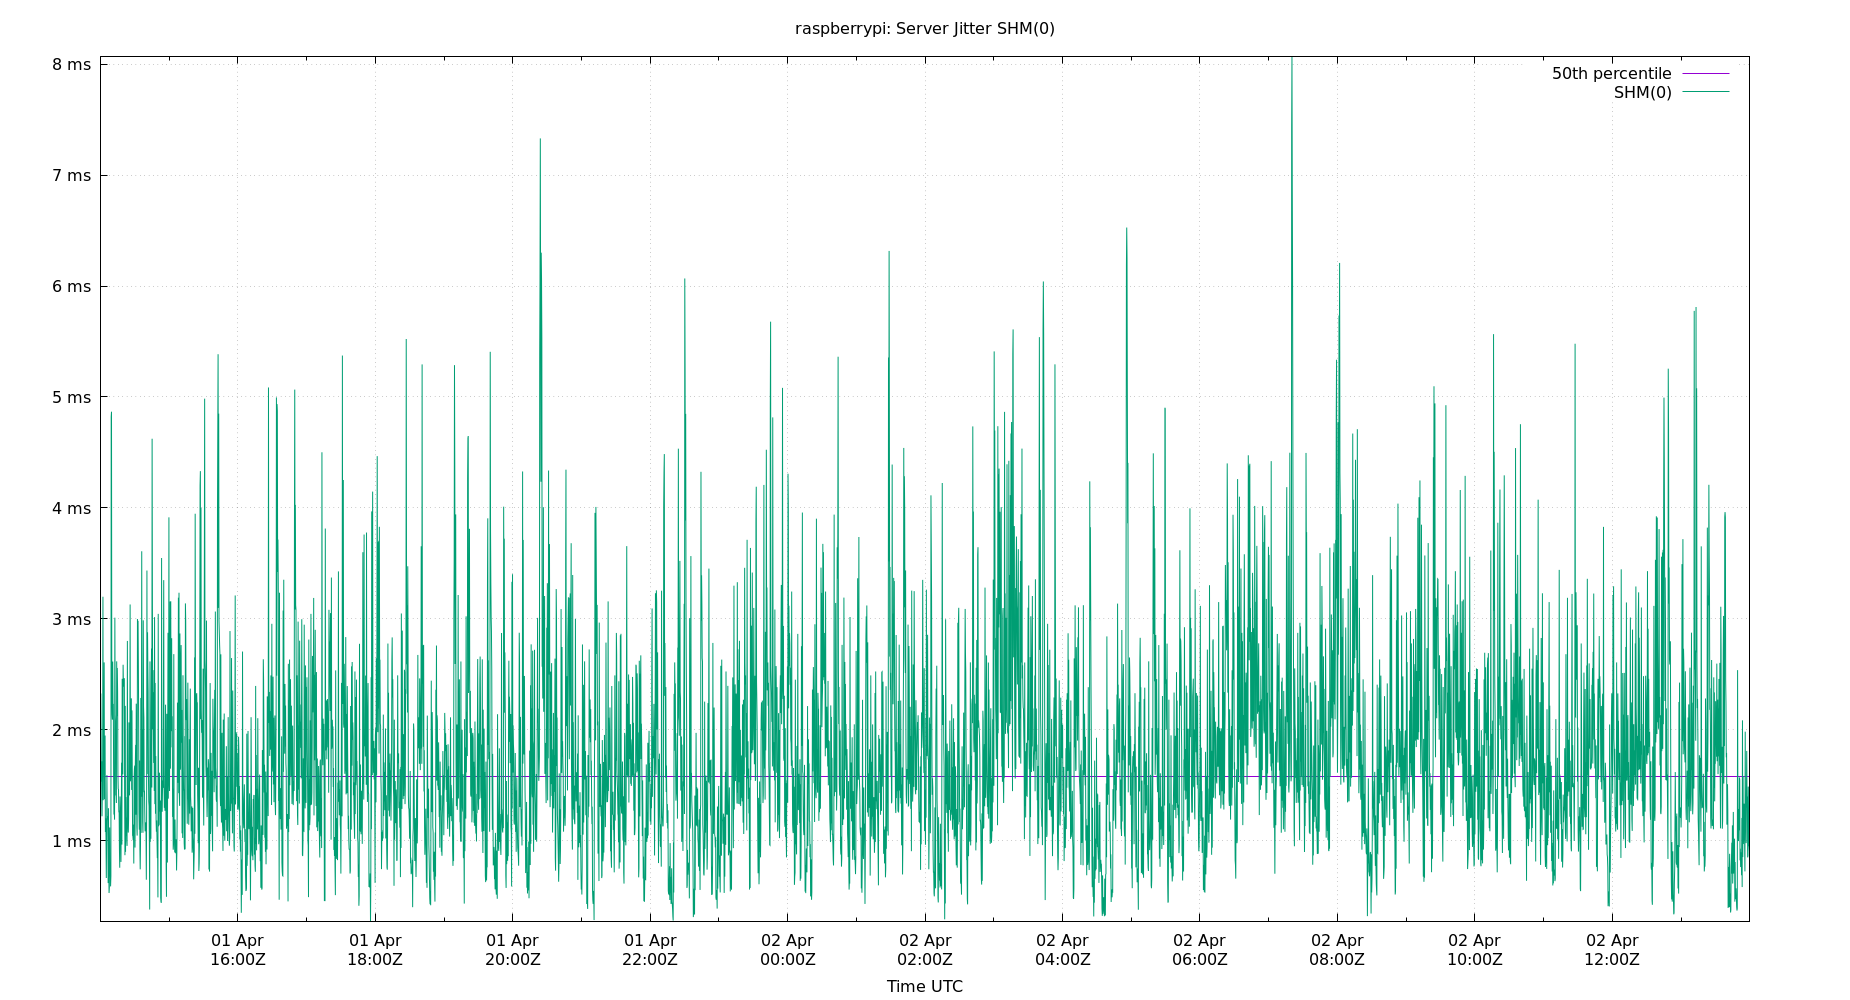 raspberrypi: Server Jitter SHM(0)
8 ms
7 ms
6 ms
5 ms
4 ms
3 ms
2 ms
1 ms
50th percentile
SHM(0)
01 Apr 01 Apr 01 Apr 01 Apr 02 Apr 02 Apr 02 Apr 02 Apr 02 Apr 02 Apr 02 Apr
16:00Z 18:00Z 20:00Z 22:00Z 00:00Z 02:00Z 04:00Z 06:00Z 08:00Z 10:00Z 12:00Z
Time UTC